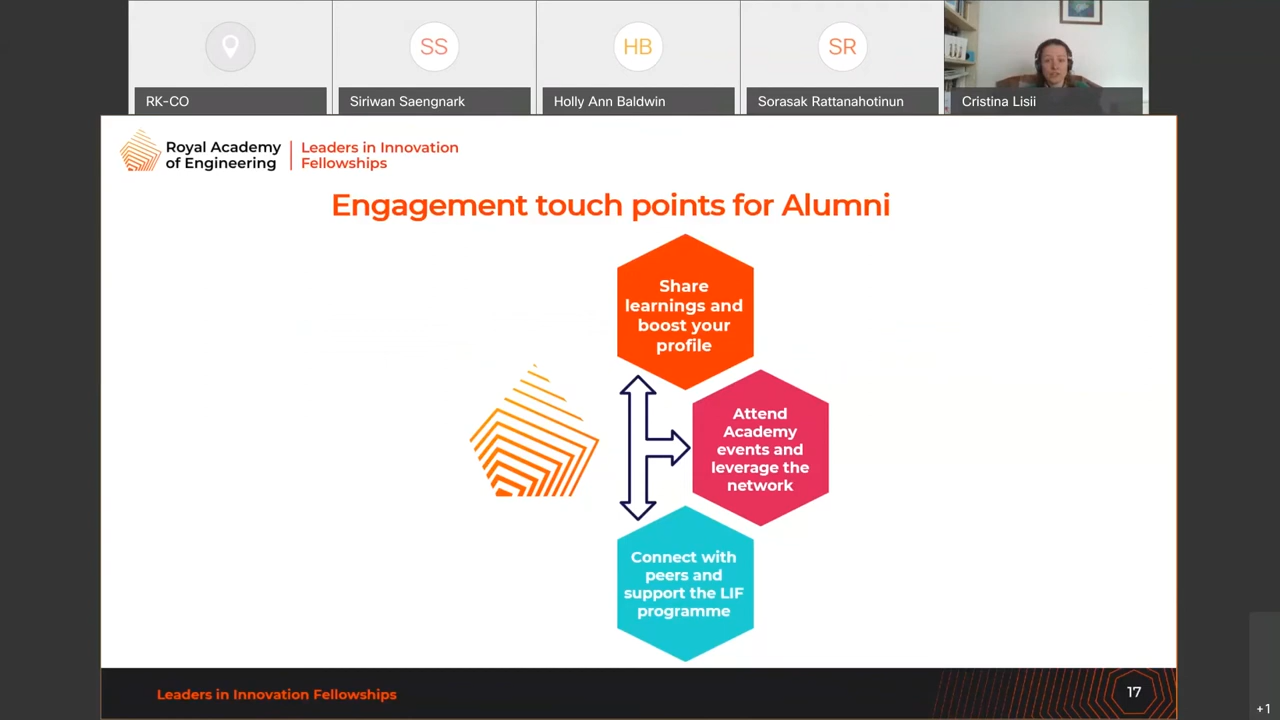 SS
HB
SR
RK-CO
Siriwan Saengnark
Holly Ann Baldwin
Sorasak Rattanahotinun
Cristina Lisii
Royal Academy
of Engineering
Leaders in Innovation
Fellowships
Engagement touch points for Alumni
Share
learnings and
boost your
profile
Attend
Academy
events and
leverage the
network
Connect with
peers and
support the LIF
programme
Leaders in Innovation Fellowships
17
+1